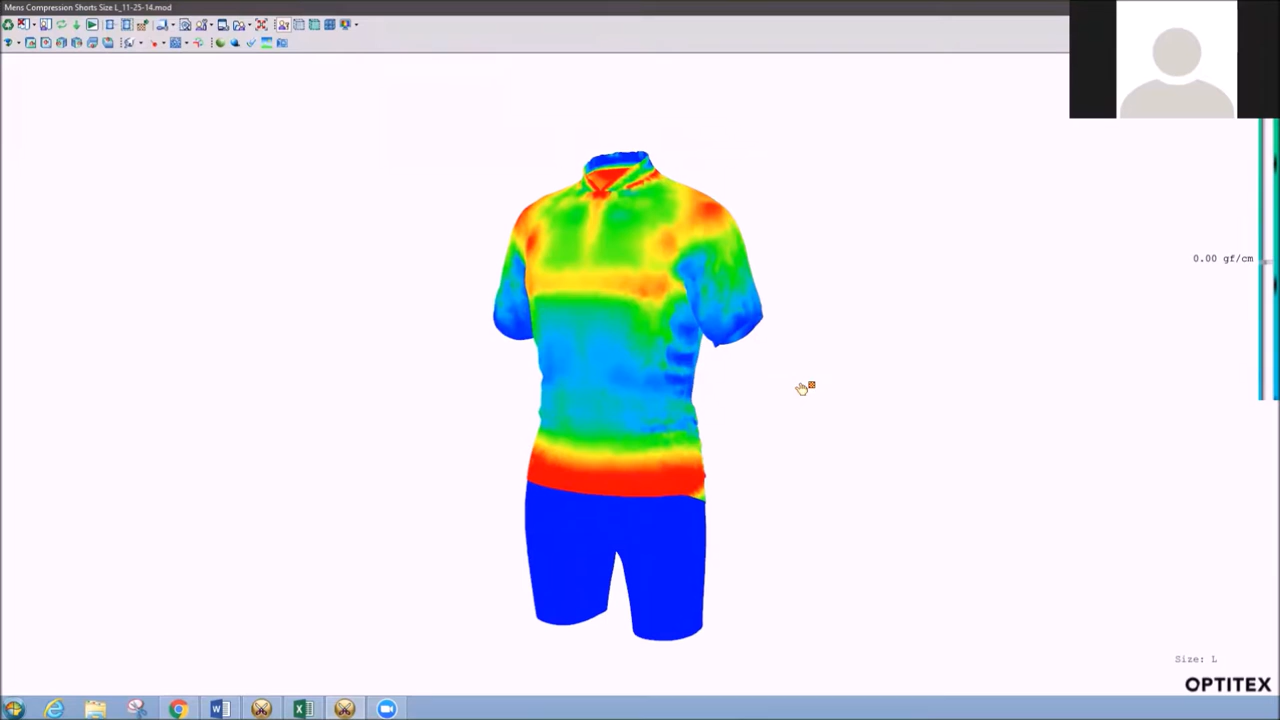 Mens Compression Shorts Size L_11-25-14.mod
0.00 gf/cm
Size: L
OPTITEX